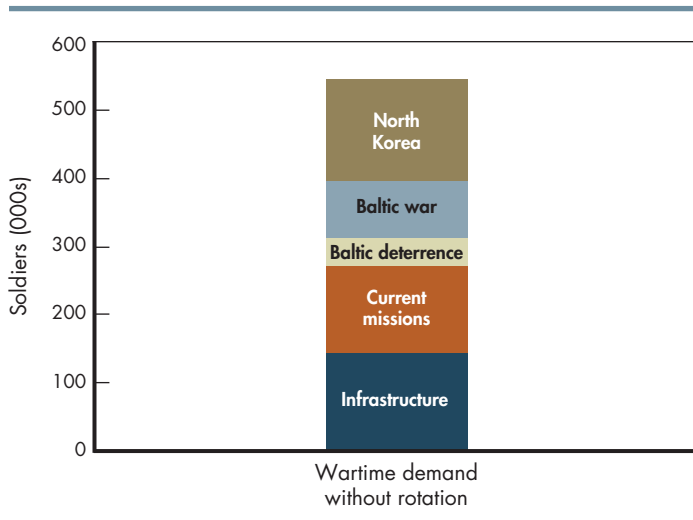 600
500
400
300
200
100
0
Soldiers (000s)
North
Korea
Baltic war
Baltic deterrence
Current
missions
Infrastructure
Wartime demand
without rotation